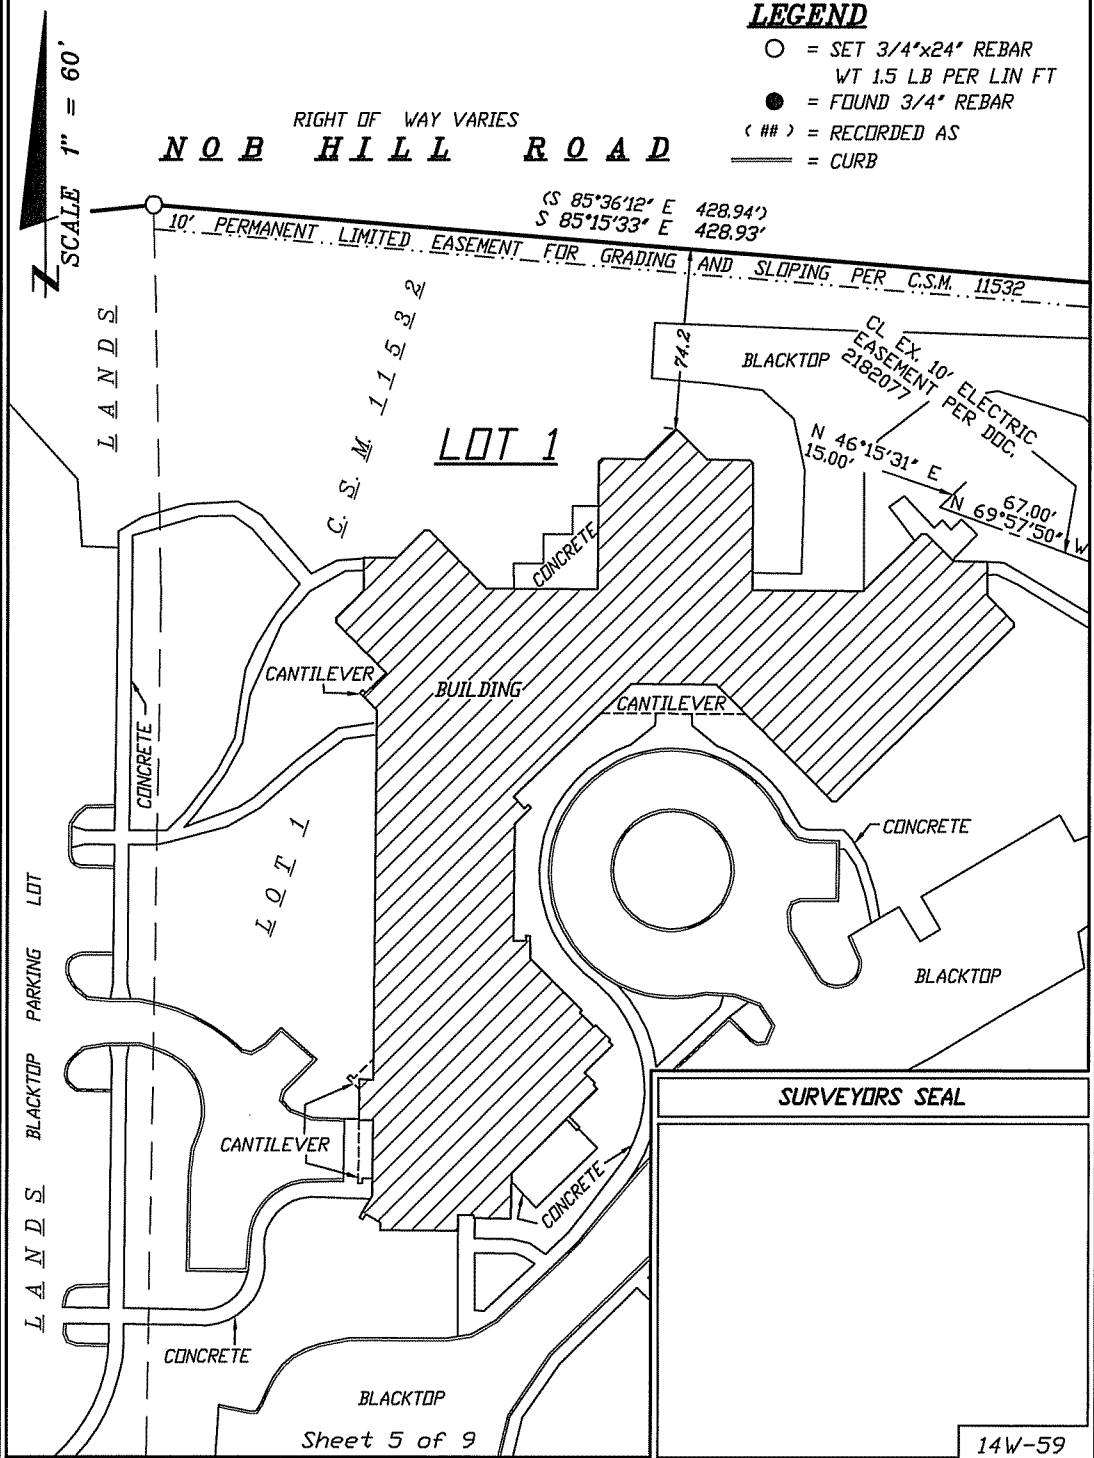 LEGEND
= SET 3/4"x24" REBAR
WT 1.5 LB PER LIN FT
= FOUND 3/4" REBAR
( ## ) = RECORDED AS
= CURB
SCALE 1" = 60'
RIGHT OF WAY VARIES
NOB HILL ROAD
(S 85°36'12" E 428.94')
S 85°15'33" E 428.93'
10' PERMANENT LIMITED EASEMENT FOR GRADING AND SLOPING PER C.S.M. 11532
LANDS
C.S.M. 11532
74.2
BLACKTOP
CL EX. 10' ELECTRIC
EASEMENT PER DOC.
2182077
LOT 1
N 46°15'31" E
15.00'
67.00'
N 69°57'50" W
CONCRETE
CANTILEVER
BUILDING
CANTILEVER
CONCRETE
LOT 1
CONCRETE
BLACKTOP
LANDS BLACKTOP PARKING LOT
CANTILEVER
CONCRETE
CONCRETE
BLACKTOP
SURVEYORS SEAL
Sheet 5 of 9
14W-59
N